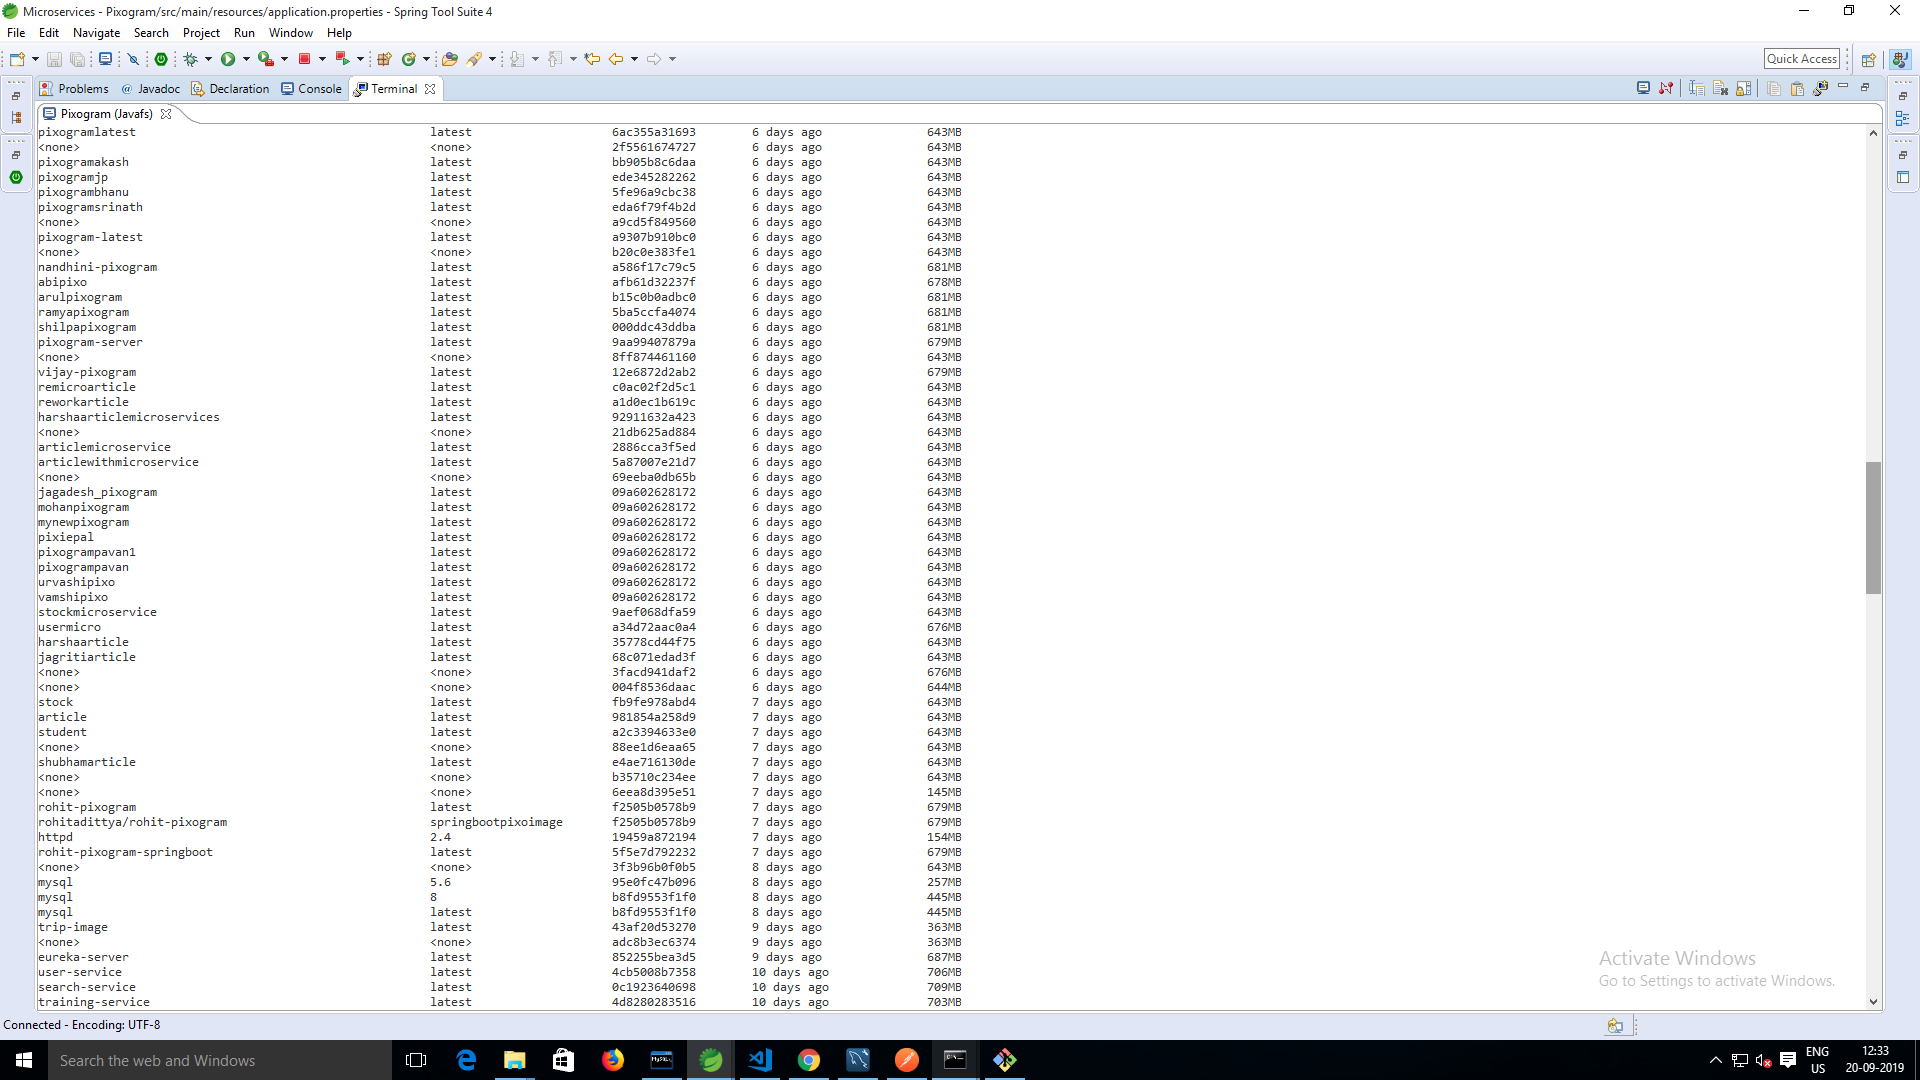 Microservices - Pixogram/src/main/resources/application.properties - Spring Tool Suite 4
File Edit Navigate Search Project Run Window Help
Quick Access
Problems @ Javadoc Declaration Console Terminal
Pixogram (Javafs)
pixogramlatest latest 6ac355a31693 6 days ago 643MB
<none> <none> 2f5561674727 6 days ago 643MB
pixogramakash latest bb905b8c6daa 6 days ago 643MB
pixogramjp latest ede345282262 6 days ago 643MB
pixogrambhanu latest 5fe96a9cbc38 6 days ago 643MB
pixogramsrinath latest eda6f79f4b2d 6 days ago 643MB
<none> <none> a9cd5f849560 6 days ago 643MB
pixogram-latest latest a9307b910bc0 6 days ago 643MB
<none> <none> b20c0e383fe1 6 days ago 643MB
nandhini-pixogram latest a586f17c79c5 6 days ago 681MB
abipixo latest afb61d32237f 6 days ago 678MB
arulpixogram latest b15c0b0adbc0 6 days ago 681MB
ramyapixogram latest 5ba5ccfa4074 6 days ago 681MB
shilpapixogram latest 000ddc43ddba 6 days ago 681MB
pixogram-server latest 9aa99407879a 6 days ago 679MB
<none> <none> 8ff874461160 6 days ago 643MB
vijay-pixogram latest 12e6872d2ab2 6 days ago 679MB
remicroarticle latest c0ac02f2d5c1 6 days ago 643MB
reworkarticle latest a1d0ec1b619c 6 days ago 643MB
harshaarticlemicroservices latest 92911632a423 6 days ago 643MB
<none> <none> 21db625ad884 6 days ago 643MB
articlemicroservice latest 2886cca3f5ed 6 days ago 643MB
articlewithmicroservice latest 5a87007e21d7 6 days ago 643MB
<none> <none> 69eeba0db65b 6 days ago 643MB
jagadesh_pixogram latest 09a602628172 6 days ago 643MB
mohanpixogram latest 09a602628172 6 days ago 643MB
mynewpixogram latest 09a602628172 6 days ago 643MB
pixiepal latest 09a602628172 6 days ago 643MB
pixogrampavan1 latest 09a602628172 6 days ago 643MB
pixogrampavan latest 09a602628172 6 days ago 643MB
urvashipixo latest 09a602628172 6 days ago 643MB
vamshipixo latest 09a602628172 6 days ago 643MB
stockmicroservice latest 9aef068dfa59 6 days ago 643MB
usermicro latest a34d72aac0a4 6 days ago 676MB
harshaarticle latest 35778cd44f75 6 days ago 643MB
jagritiarticle latest 68c071edad3f 6 days ago 643MB
<none> <none> 3facd941daf2 6 days ago 676MB
<none> <none> 004f8536daac 6 days ago 644MB
stock latest fb9fe978abd4 7 days ago 643MB
article latest 981854a258d9 7 days ago 643MB
student latest a2c3394633e0 7 days ago 643MB
<none> <none> 88ee1d6eaa65 7 days ago 643MB
shubhamarticle latest e4ae716130de 7 days ago 643MB
<none> <none> b35710c234ee 7 days ago 643MB
<none> <none> 6eea8d395e51 7 days ago 145MB
rohit-pixogram latest f2505b0578b9 7 days ago 679MB
rohitadittya/rohit-pixogram springbootpixoimage f2505b0578b9 7 days ago 679MB
httpd 2.4 19459a872194 7 days ago 154MB
rohit-pixogram-springboot latest 5f5e7d792232 7 days ago 679MB
<none> <none> 3f3b96b0f0b5 8 days ago 643MB
mysql 5.6 95e0fc47b096 8 days ago 257MB
mysql 8 b8fd9553f1f0 8 days ago 445MB
mysql latest b8fd9553f1f0 8 days ago 445MB
trip-image latest 43af20d53270 9 days ago 363MB
<none> <none> adc8b3ec6374 9 days ago 363MB
eureka-server latest 852255bea3d5 9 days ago 687MB
user-service latest 4cb5008b7358 10 days ago 706MB
search-service latest 0c1923640698 10 days ago 709MB
training-service latest 4d8280283516 10 days ago 703MB
Activate Windows
Go to Settings to activate Windows.
Connected - Encoding: UTF-8
Search the web and Windows
ENG
US
12:33
20-09-2019